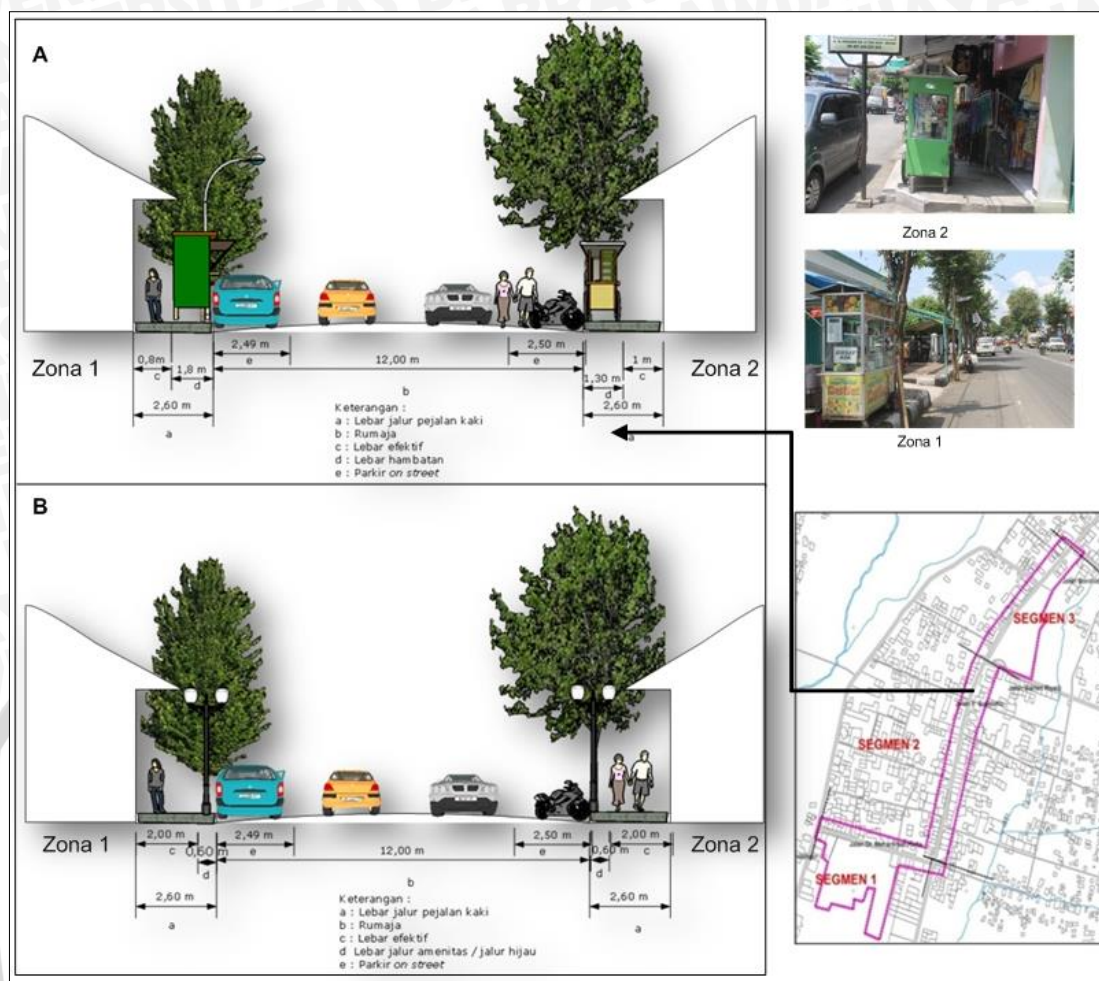 A
Zona 1
Zona 2
0,8m
c
1,8 m
d
2,60 m
a
2,49 m
e
12,00 m
b
2,50 m
e
1,30 m
d
1 m
c
2,60 m
a
Keterangan :
a : Lebar jalur pejalan kaki
b : Rumaja
c : Lebar efektif
d : Lebar hambatan
e : Parkir on street
B
Zona 1
Zona 2
2,00 m
c
0,60 m
d
2,60 m
a
2,49 m
e
12,00 m
b
2,50 m
e
0,60 m
d
2,00 m
c
2,60 m
a
Keterangan :
a : Lebar jalur pejalan kaki
b : Rumaja
c : Lebar efektif
d Lebar jalur amenitas / jalur hijau
e : Parkir on street
Zona 2
Zona 1
SEGMEN 3
SEGMEN 2
SEGMEN 1